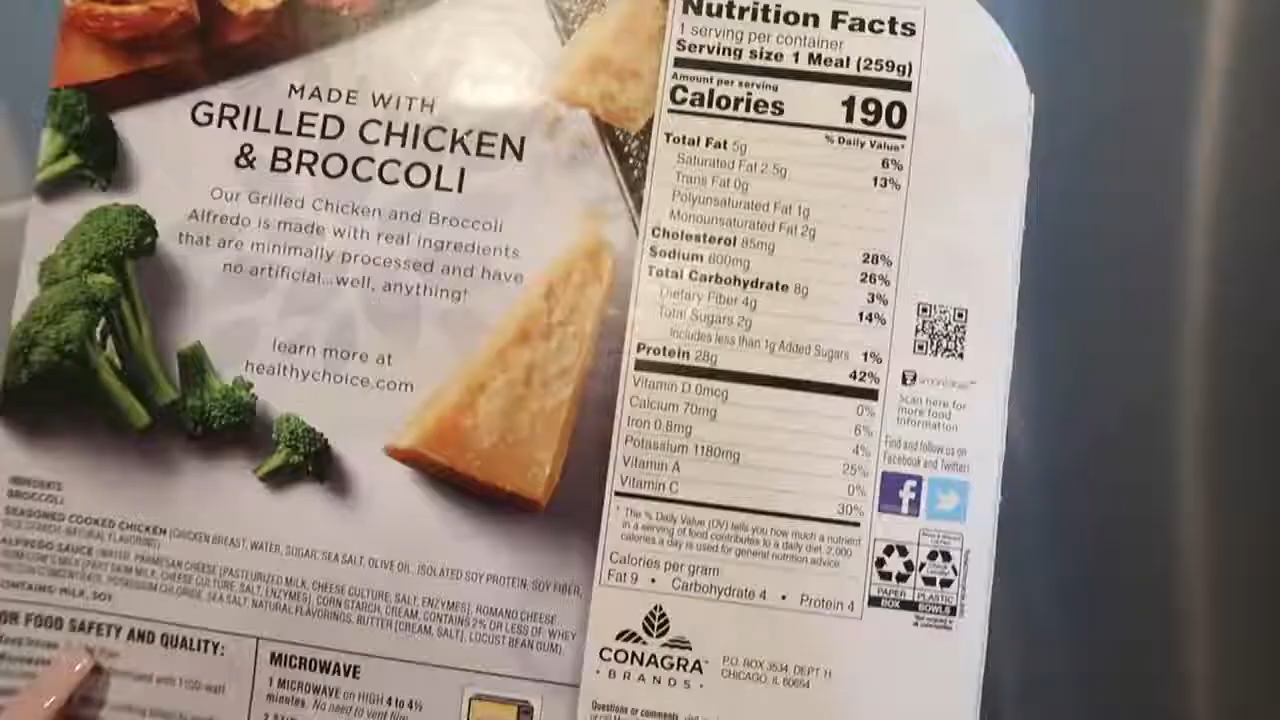 MADE WITH
GRILLED CHICKEN
& BROCCOLI
Our Grilled Chicken and Broccoli
Alfredo is made with real ingredients
that are minimally processed and have
no artificial...well, anything†
learn more at
healthychoice.com
INGREDIENTS
BROCCOLI
SEASONED COOKED CHICKEN (CHICKEN BREAST, WATER, SUGAR, SEA SALT, OLIVE OIL, ISOLATED SOY PROTEIN, SOY FIBER,
RICE STARCH, NATURAL FLAVORING)
ALFREDO SAUCE (WATER, PARMESAN CHEESE [PASTEURIZED MILK, CHEESE CULTURE, SALT, ENZYMES], ROMANO CHEESE
MILK, CHEESE CULTURE, SALT, ENZYMES], CORN STARCH, CREAM, CONTAINS 2% OR LESS OF: WHEY
POTASSIUM CHLORIDE, SEA SALT, NATURAL FLAVORINGS, BUTTER [CREAM, SALT], LOCUST BEAN GUM).
CONTAINS: MILK, SOY
FOR FOOD SAFETY AND QUALITY:
MICROWAVE
1 MICROWAVE on HIGH 4 to 4½
minutes. No need to vent film.
Nutrition Facts
1 serving per container
Serving size 1 Meal (259g)
Amount per serving
Calories 190
% Daily Value*
Total Fat 5g 6%
Saturated Fat 2.5g 13%
Trans Fat 0g
Polyunsaturated Fat 1g
Monounsaturated Fat 2g
Cholesterol 85mg 28%
Sodium 600mg 26%
Total Carbohydrate 8g 3%
Dietary Fiber 4g 14%
Total Sugars 2g
Includes less than 1g Added Sugars 1%
Protein 28g 42%
Vitamin D 0mcg 0%
Calcium 70mg 6%
Iron 0.8mg 4%
Potassium 1180mg 25%
Vitamin A 0%
Vitamin C 30%
* The % Daily Value (DV) tells you how much a nutrient
in a serving of food contributes to a daily diet. 2,000
calories a day is used for general nutrition advice
Calories per gram
Fat 9 • Carbohydrate 4 • Protein 4
Scan here for
more food
information
Find and follow us on
Facebook and Twitter!
PAPER
BOX
PLASTIC
BOWLS
CONAGRA
• BRANDS •
P.O. BOX 3534, DEPT H
CHICAGO, IL 60654
Questions or comments,